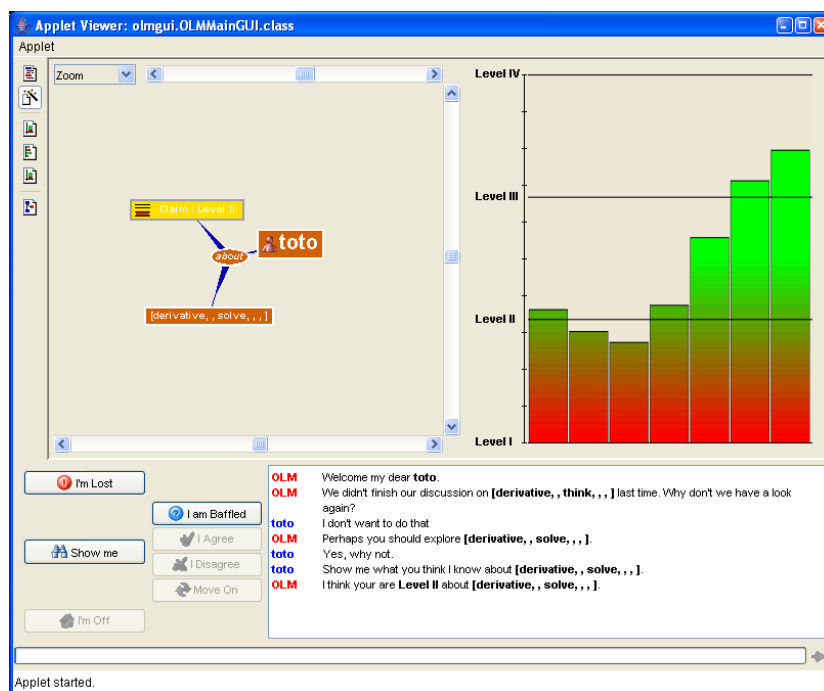 Applet Viewer: olmgui.OLMMainGUI.class
Applet
Zoom
Claim : Level II
toto
about
[derivative, , solve, , , ]
Level IV
Level III
Level II
Level I
I'm Lost
I am Baffled
I Agree
Show me
I Disagree
Move On
I'm Off
OLM Welcome my dear toto.
OLM We didn't finish our discussion on [derivative, , think, , , ] last time. Why don't we have a look
again?
toto I don't want to do that
OLM Perhaps you should explore [derivative, , solve, , , ].
toto Yes, why not.
toto Show me what you think I know about [derivative, , solve, , , ].
OLM I think your are Level II about [derivative, , solve, , , ].
Applet started.